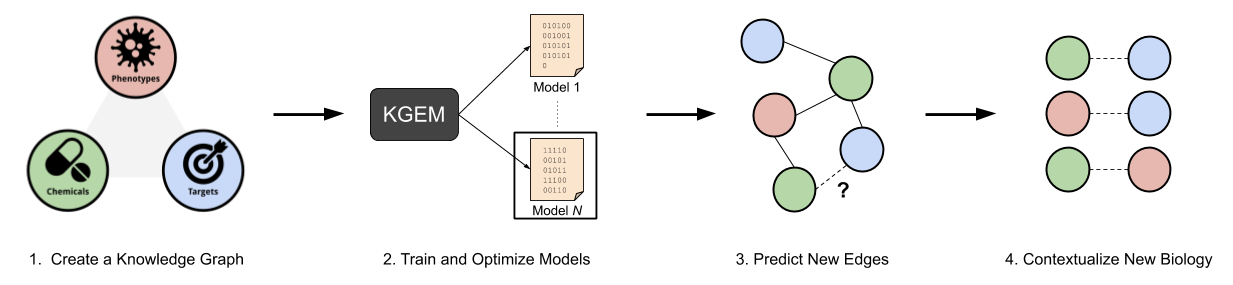 Phenotypes
Chemicals
Targets
1. Create a Knowledge Graph
KGEM
010100
001001
010101
010101
0
Model 1
11110
00101
01011
11100
00110
Model N
2. Train and Optimize Models
?
3. Predict New Edges
4. Contextualize New Biology